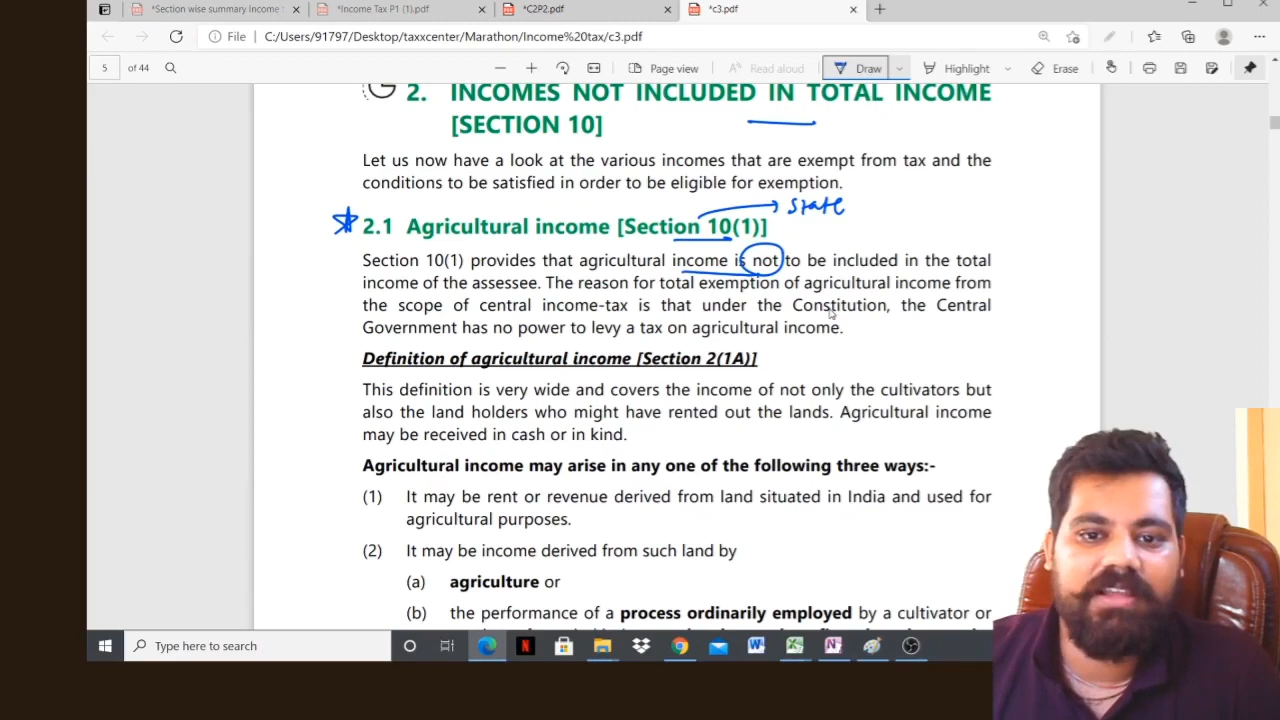 *Section wise summary Income
*Income Tax P1 (1).pdf
*C2P2.pdf
*c3.pdf
File C:/Users/91797/Desktop/taxxcenter/Marathon/Income%20tax/c3.pdf
5 of 44
Page view
Read aloud
Draw
Highlight
Erase
2. INCOMES NOT INCLUDED IN TOTAL INCOME
[SECTION 10]
Let us now have a look at the various incomes that are exempt from tax and the
conditions to be satisfied in order to be eligible for exemption.
State
2.1 Agricultural income [Section 10(1)]
Section 10(1) provides that agricultural income is not to be included in the total
income of the assessee. The reason for total exemption of agricultural income from
the scope of central income-tax is that under the Constitution, the Central
Government has no power to levy a tax on agricultural income.
Definition of agricultural income [Section 2(1A)]
This definition is very wide and covers the income of not only the cultivators but
also the land holders who might have rented out the lands. Agricultural income
may be received in cash or in kind.
Agricultural income may arise in any one of the following three ways:-
(1) It may be rent or revenue derived from land situated in India and used for
agricultural purposes.
(2) It may be income derived from such land by
(a) agriculture or
(b) the performance of a process ordinarily employed by a cultivator or
Type here to search